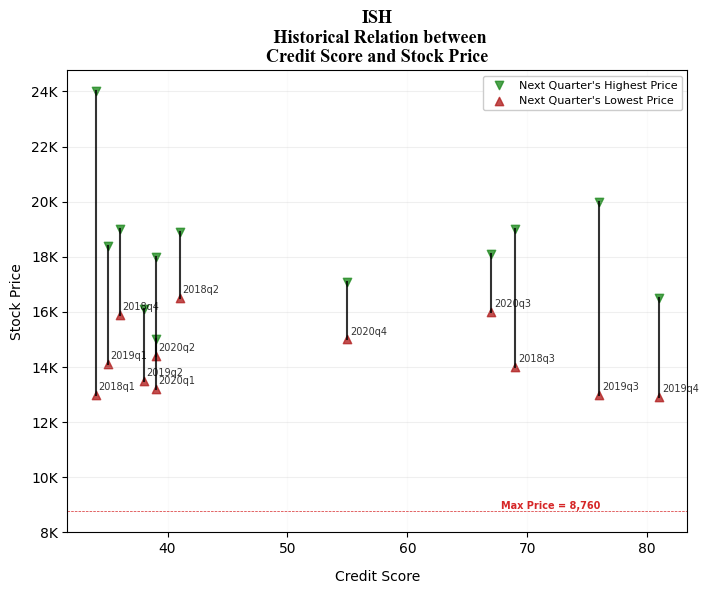 ISH
Historical Relation between
Credit Score and Stock Price
Next Quarter's Highest Price
Next Quarter's Lowest Price
24K
22K
20K
18K
16K
14K
12K
10K
8K
Stock Price
2018q1
2019q1
2018q4
2019q2
2020q2
2020q1
2018q2
2020q4
2020q3
2018q3
2019q3
2019q4
Max Price = 8,760
40
50
60
70
80
Credit Score